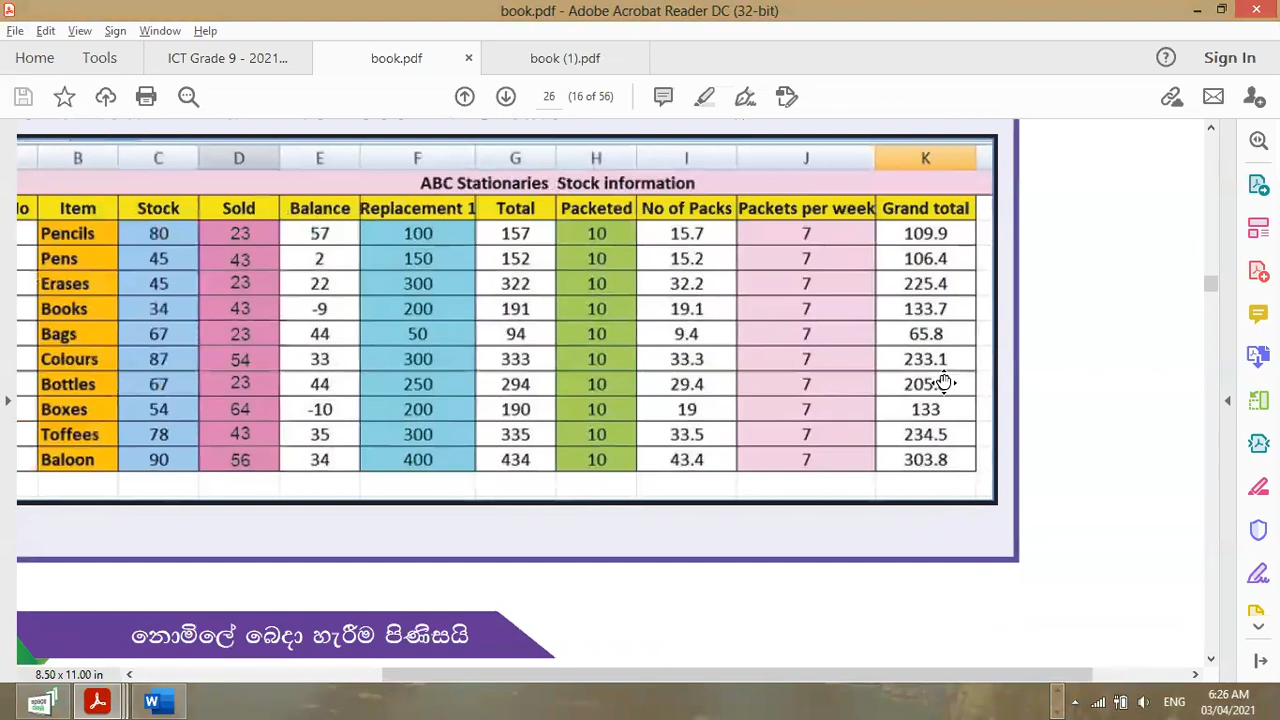 book.pdf - Adobe Acrobat Reader DC (32-bit)
File Edit View Sign Window Help
Home Tools ICT Grade 9 - 2021... book.pdf × book (1).pdf ? Sign In
26 (16 of 56)
B C D E F G H I J K
ABC Stationaries Stock information
Item Stock Sold Balance Replacement 1 Total Packeted No of Packs Packets per week Grand total
Pencils 80 23 57 100 157 10 15.7 7 109.9
Pens 45 43 2 150 152 10 15.2 7 106.4
Erases 45 23 22 300 322 10 32.2 7 225.4
Books 34 43 -9 200 191 10 19.1 7 133.7
Bags 67 23 44 50 94 10 9.4 7 65.8
Colours 87 54 33 300 333 10 33.3 7 233.1
Bottles 67 23 44 250 294 10 29.4 7
Boxes 54 64 -10 200 190 10 19 7 133
Toffees 78 43 35 300 335 10 33.5 7 234.5
Baloon 90 56 34 400 434 10 43.4 7 303.8
නොමිලේ බෙදා හැරීම පිණිසයි
8.50 x 11.00 in
ENG
6:26 AM
03/04/2021